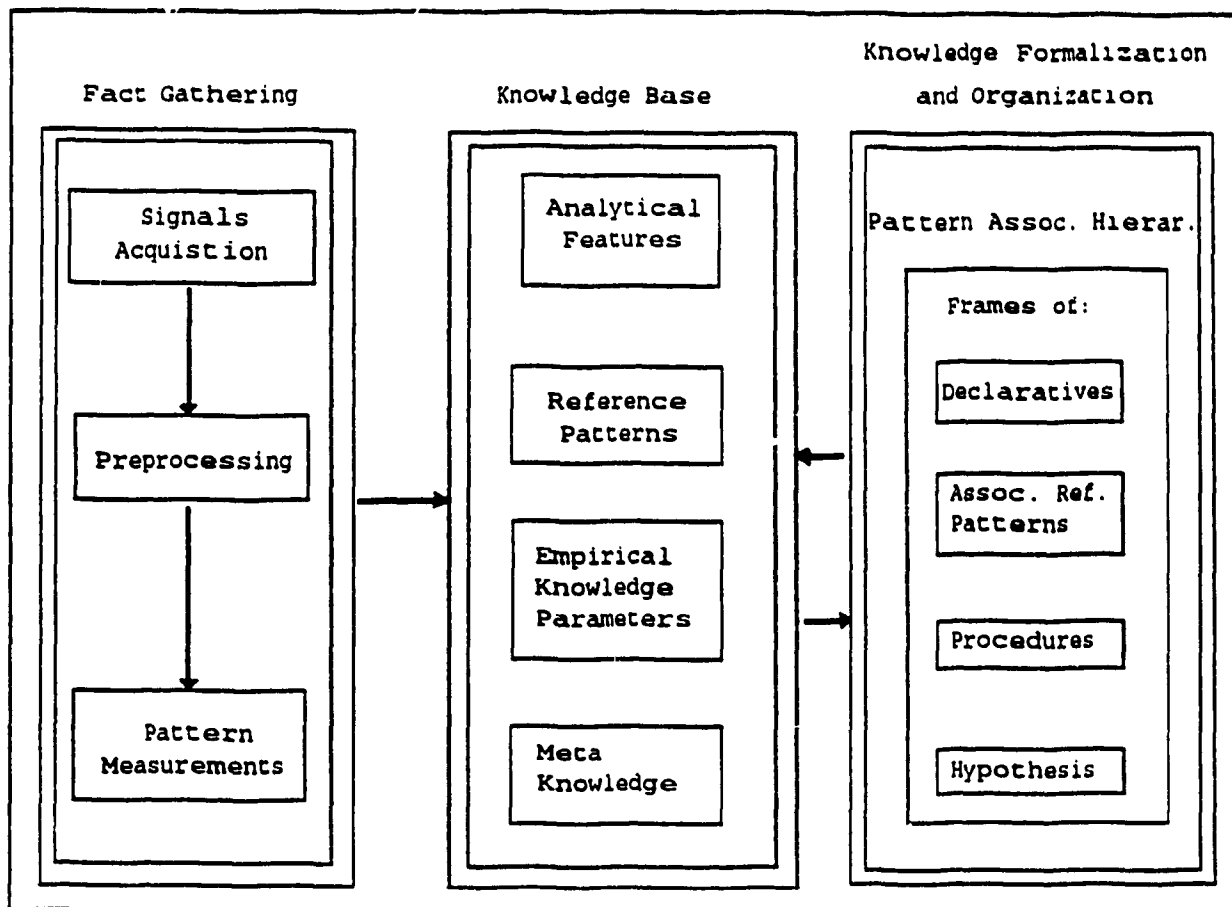 Fact Gathering
Signals
Acquistion
Preprocessing
Pattern
Measurements
Knowledge Base
Analytical
Features
Reference
Patterns
Empirical
Knowledge
Parameters
Meta
Knowledge
Knowledge Formalization
and Organization
Pattern Assoc. Hierar.
Frames of:
Declaratives
Assoc. Ref.
Patterns
Procedures
Hypothesis